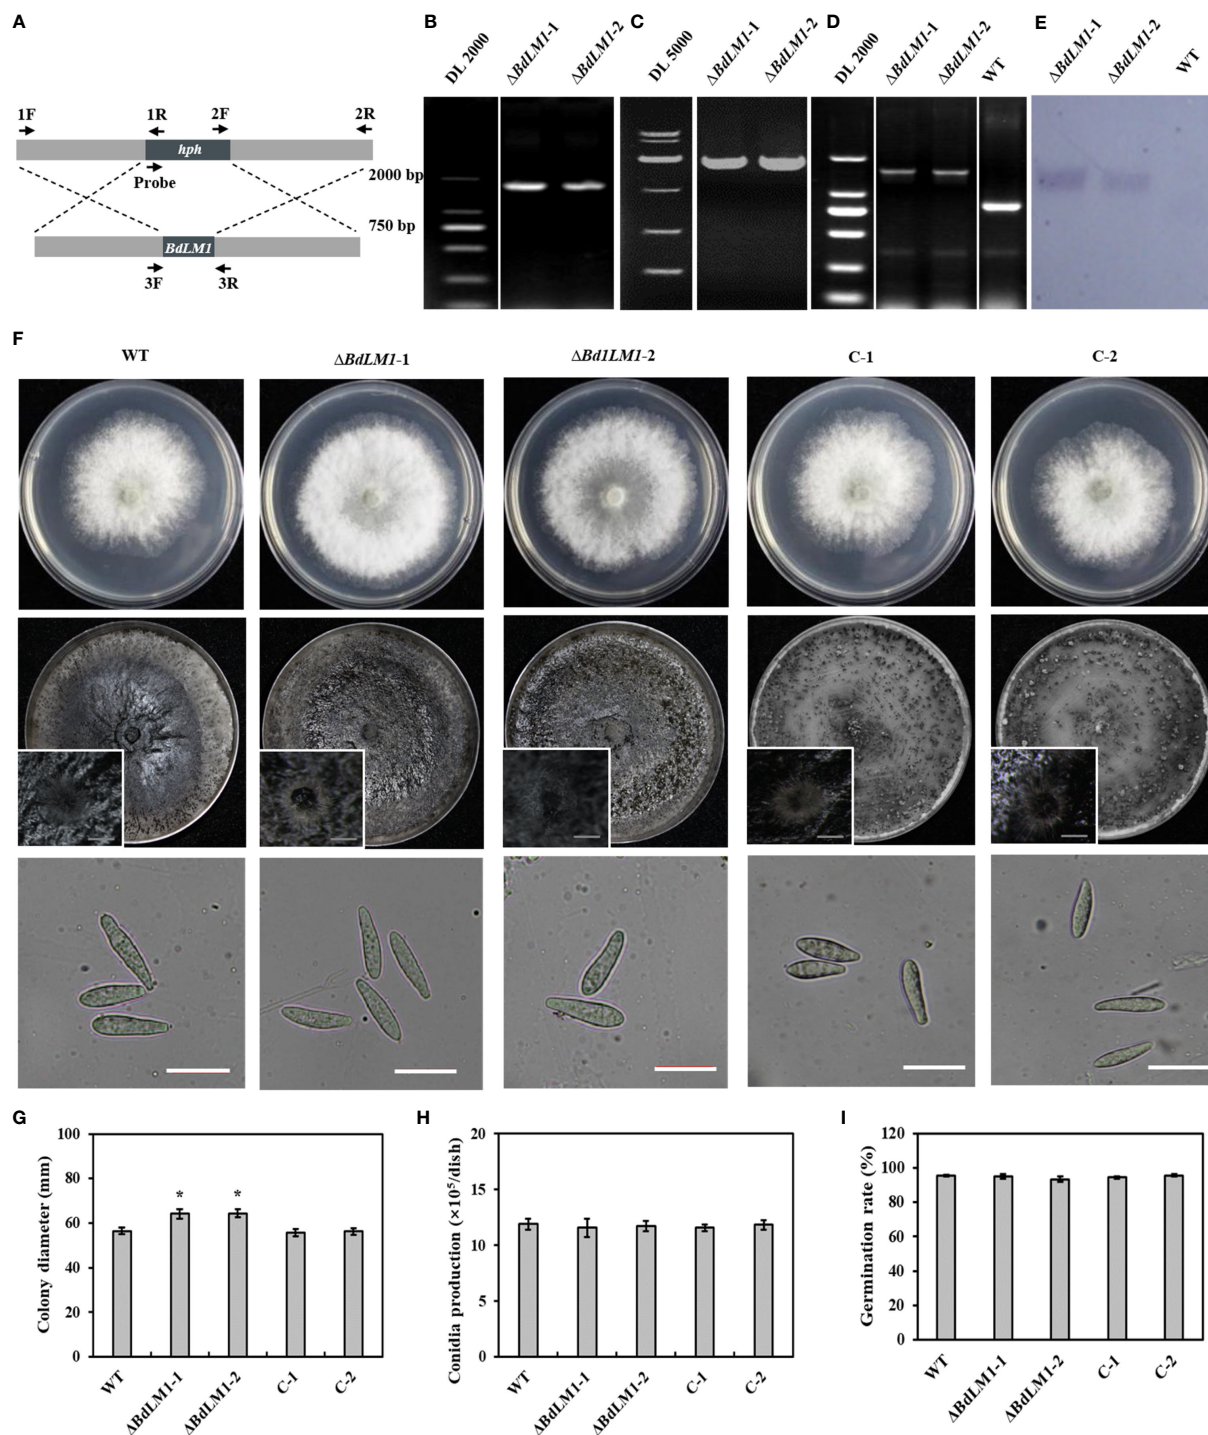 A
1F
1R
2F
2R
hph
Probe
BdLM1
3F
3R
2000 bp
750 bp
B
DL 2000
ΔBdLM1-1
ΔBdLM1-2
C
DL 5000
ΔBdLM1-1
ΔBdLM1-2
D
DL 2000
ΔBdLM1-1
ΔBdLM1-2
WT
E
ΔBdLM1-1
ΔBdLM1-2
WT
F
WT
ΔBdLM1-1
ΔBd1LM1-2
C-1
C-2
G
Colony diameter (mm)
100
80
60
40
20
0
*
*
WT
ΔBdLM1-1
ΔBdLM1-2
C-1
C-2
H
Conidia production (×10⁵/dish)
20
15
10
5
0
WT
ΔBdLM1-1
ΔBdLM1-2
C-1
C-2
I
Germination rate (%)
120
100
80
60
40
20
0
WT
ΔBdLM1-1
ΔBdLM1-2
C-1
C-2